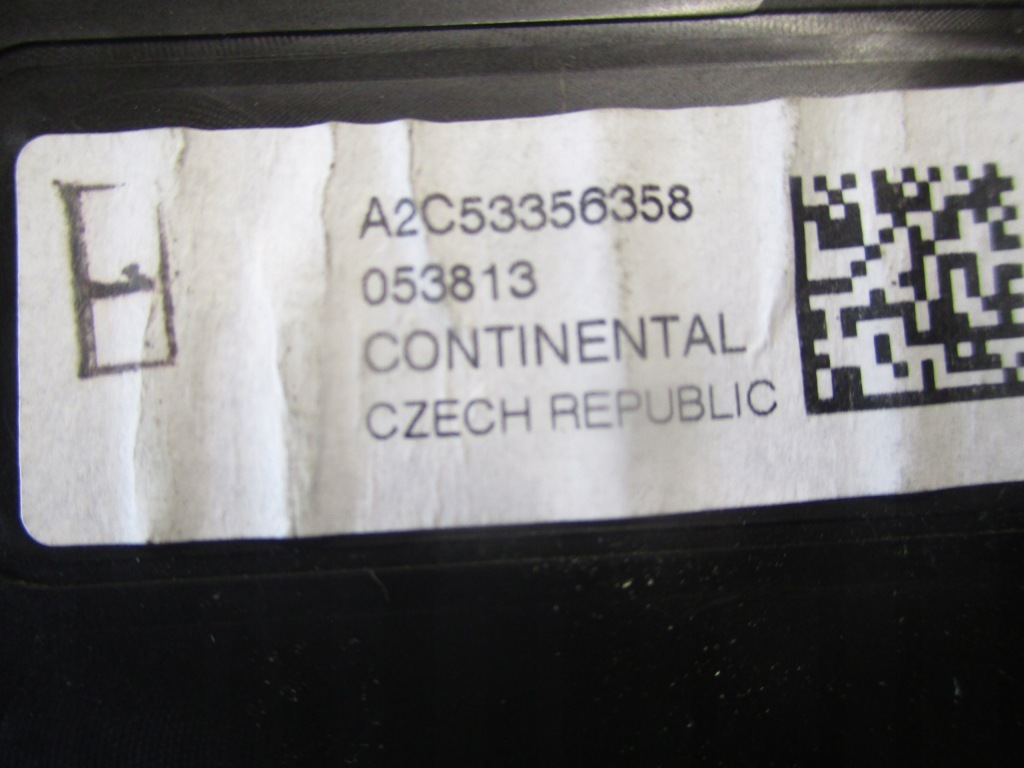 A2C53356358
053813
CONTINENTAL
CZECH REPUBLIC